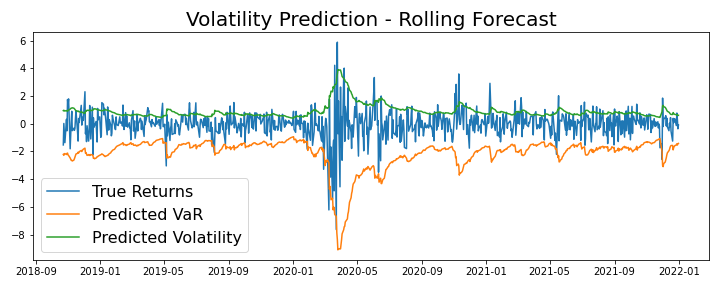 Volatility Prediction - Rolling Forecast
6
4
2
0
−2
−4
−6
−8
True Returns
Predicted VaR
Predicted Volatility
2018-09 2019-01 2019-05 2019-09 2020-01 2020-05 2020-09 2021-01 2021-05 2021-09 2022-01